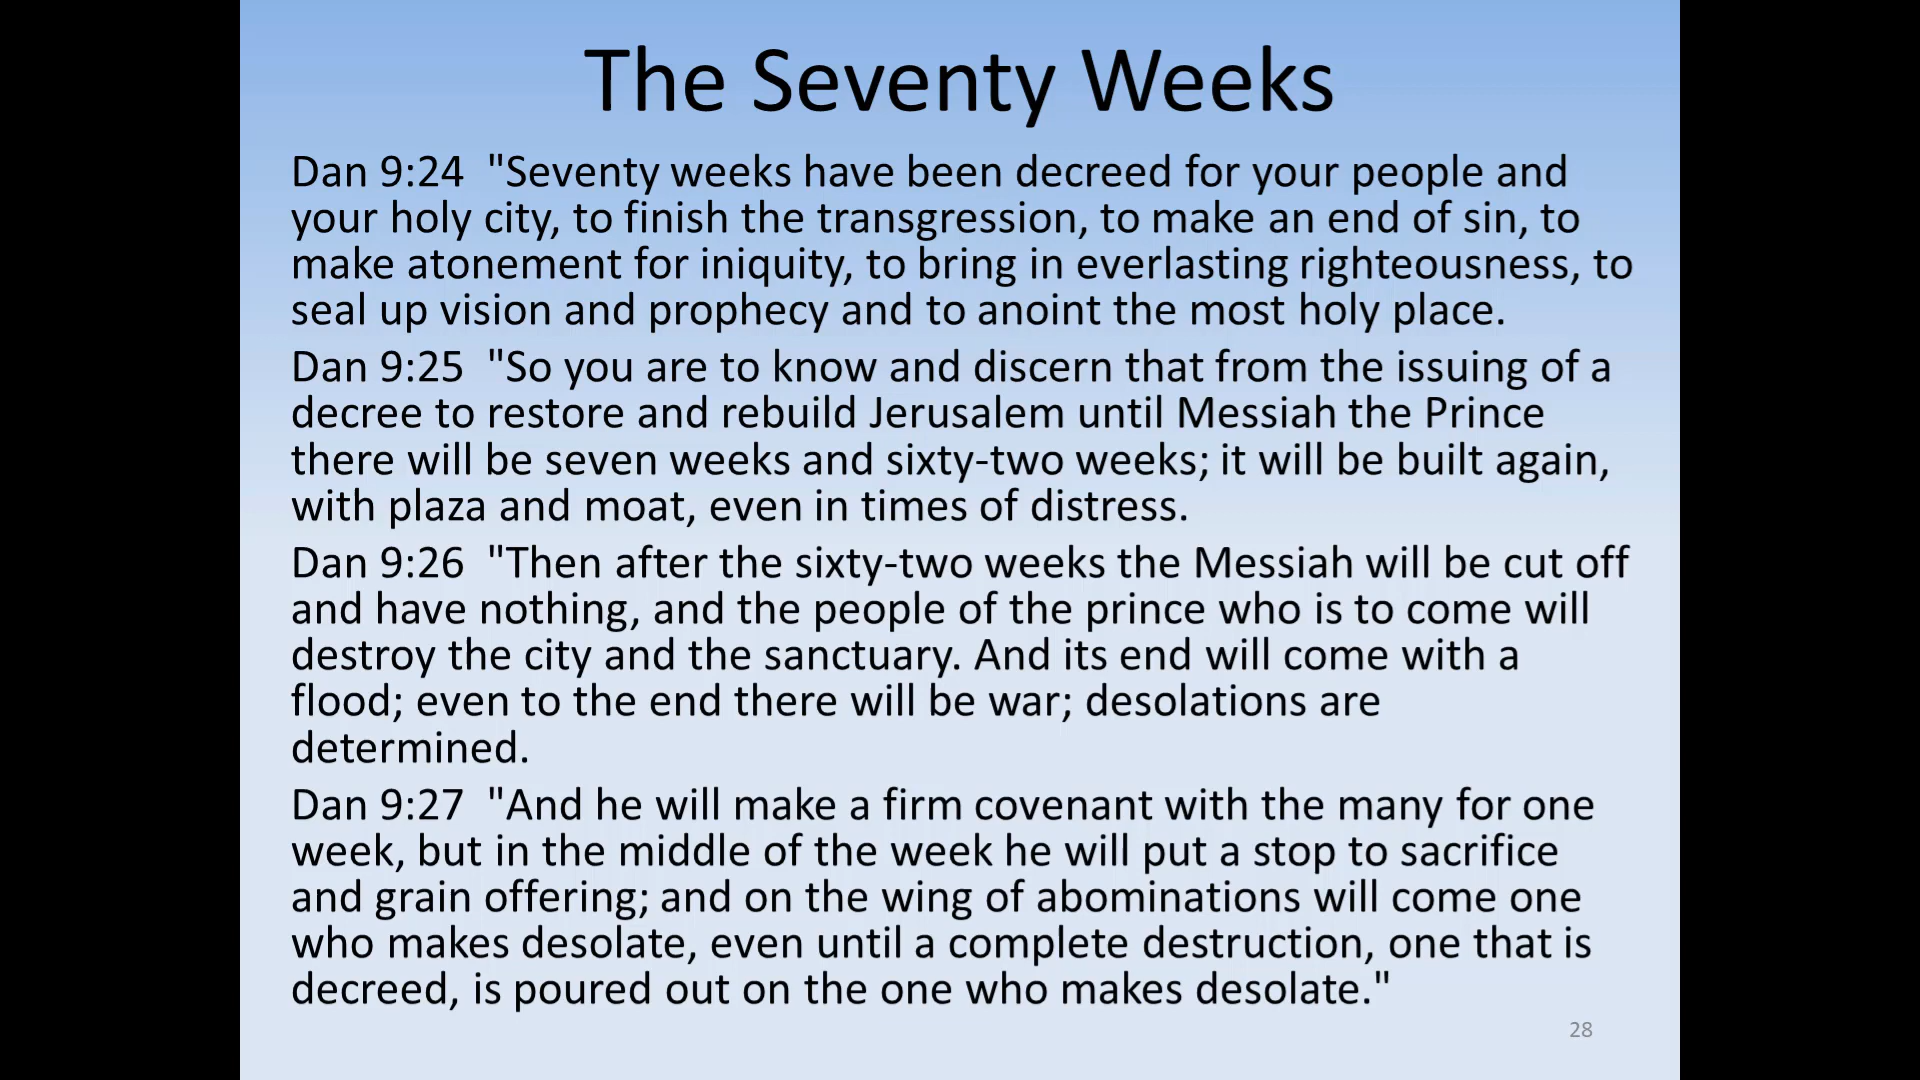 The Seventy Weeks
Dan 9:24  "Seventy weeks have been decreed for your people and
your holy city, to finish the transgression, to make an end of sin, to
make atonement for iniquity, to bring in everlasting righteousness, to
seal up vision and prophecy and to anoint the most holy place.
Dan 9:25  "So you are to know and discern that from the issuing of a
decree to restore and rebuild Jerusalem until Messiah the Prince
there will be seven weeks and sixty-two weeks; it will be built again,
with plaza and moat, even in times of distress.
Dan 9:26  "Then after the sixty-two weeks the Messiah will be cut off
and have nothing, and the people of the prince who is to come will
destroy the city and the sanctuary. And its end will come with a
flood; even to the end there will be war; desolations are
determined.
Dan 9:27  "And he will make a firm covenant with the many for one
week, but in the middle of the week he will put a stop to sacrifice
and grain offering; and on the wing of abominations will come one
who makes desolate, even until a complete destruction, one that is
decreed, is poured out on the one who makes desolate."
28